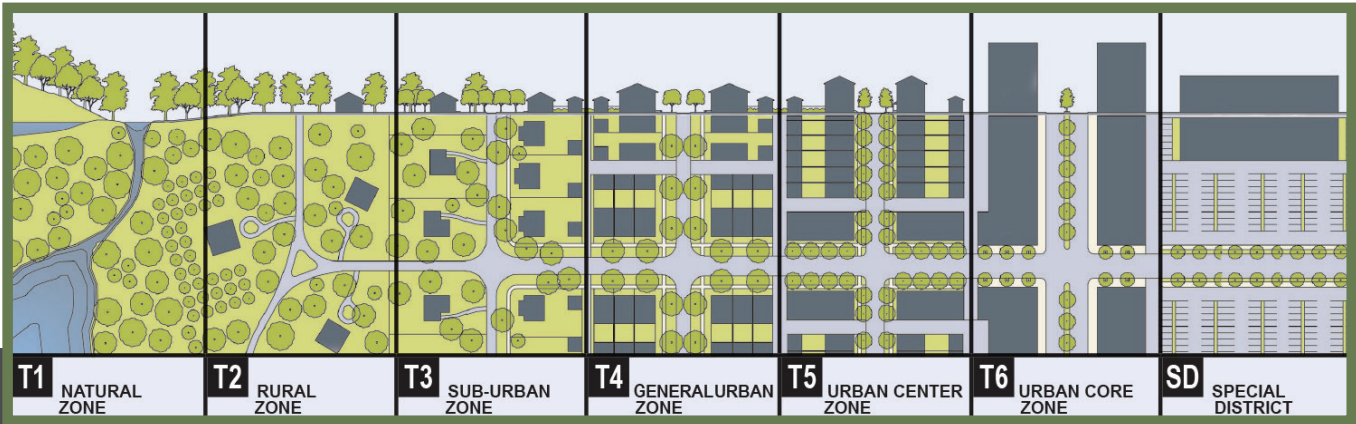 T1 NATURAL
ZONE
T2 RURAL
ZONE
T3 SUB-URBAN
ZONE
T4 GENERALURBAN
ZONE
T5 URBAN CENTER
ZONE
T6 URBAN CORE
ZONE
SD SPECIAL
DISTRICT